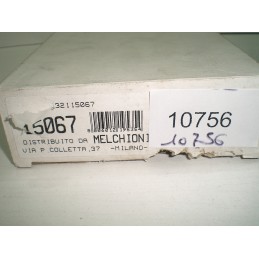 32115067
15067
DISTRIBUITO DA MELCHIONI
VIA P COLLETTA,37 -MILANO-
10756
10756